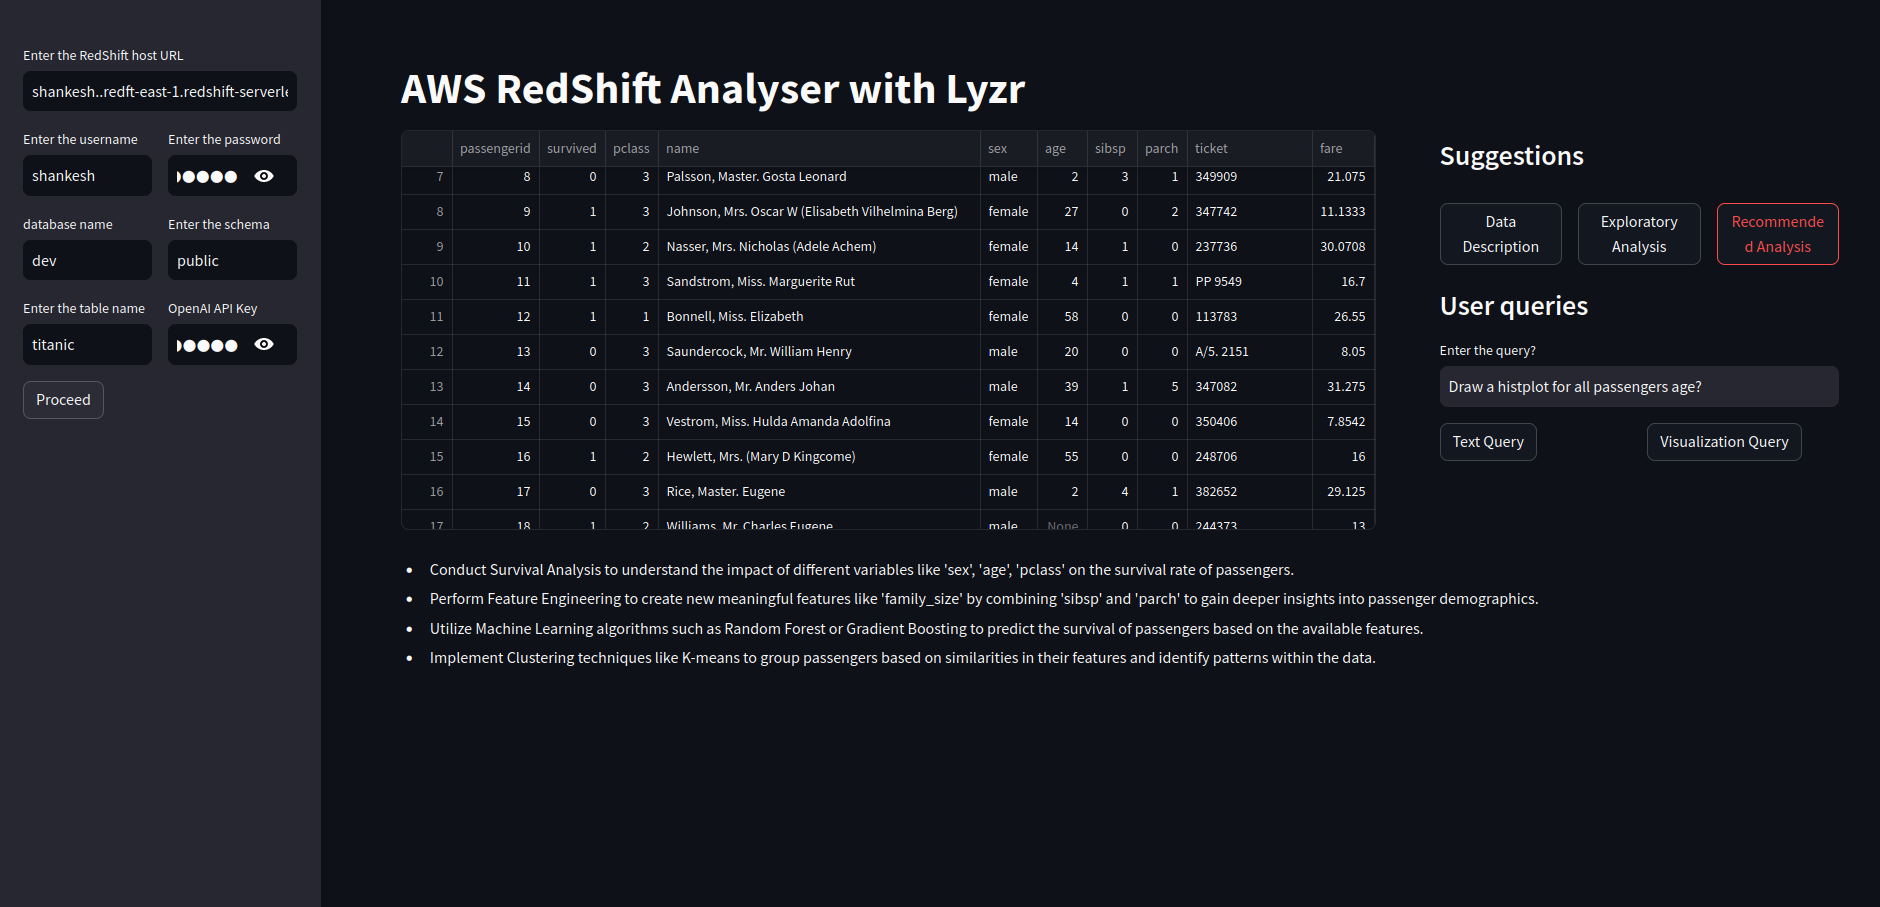 Enter the RedShift host URL
shankesh..redft-east-1.redshift-serverle
Enter the username Enter the password
shankesh
database name Enter the schema
dev public
Enter the table name OpenAI API Key
titanic
Proceed
AWS RedShift Analyser with Lyzr
passengerid survived pclass name sex age sibsp parch ticket fare
7 8 0 3 Palsson, Master. Gosta Leonard male 2 3 1 349909 21.075
8 9 1 3 Johnson, Mrs. Oscar W (Elisabeth Vilhelmina Berg) female 27 0 2 347742 11.1333
9 10 1 2 Nasser, Mrs. Nicholas (Adele Achem) female 14 1 0 237736 30.0708
10 11 1 3 Sandstrom, Miss. Marguerite Rut female 4 1 1 PP 9549 16.7
11 12 1 1 Bonnell, Miss. Elizabeth female 58 0 0 113783 26.55
12 13 0 3 Saundercock, Mr. William Henry male 20 0 0 A/5. 2151 8.05
13 14 0 3 Andersson, Mr. Anders Johan male 39 1 5 347082 31.275
14 15 0 3 Vestrom, Miss. Hulda Amanda Adolfina female 14 0 0 350406 7.8542
15 16 1 2 Hewlett, Mrs. (Mary D Kingcome) female 55 0 0 248706 16
16 17 0 3 Rice, Master. Eugene male 2 4 1 382652 29.125
17 18 1 2 Williams, Mr. Charles Eugene male None 0 0 244373 13
Conduct Survival Analysis to understand the impact of different variables like 'sex', 'age', 'pclass' on the survival rate of passengers.
Perform Feature Engineering to create new meaningful features like 'family_size' by combining 'sibsp' and 'parch' to gain deeper insights into passenger demographics.
Utilize Machine Learning algorithms such as Random Forest or Gradient Boosting to predict the survival of passengers based on the available features.
Implement Clustering techniques like K-means to group passengers based on similarities in their features and identify patterns within the data.
Suggestions
Data
Description
Exploratory
Analysis
Recommende
d Analysis
User queries
Enter the query?
Draw a histplot for all passengers age?
Text Query Visualization Query